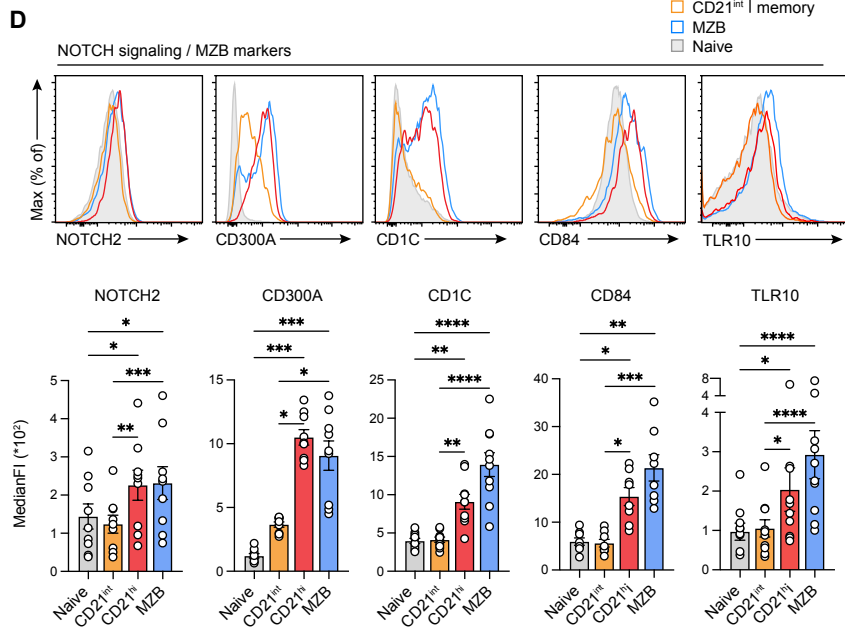 D
CD21int I memory
MZB
Naive
NOTCH signaling / MZB markers
Max (% of)
NOTCH2 CD300A CD1C CD84 TLR10
NOTCH2 CD300A CD1C CD84 TLR10
* *** **** ** ****
* *** ** * *
*** * **** *** ****
** * ** * *
MedianFI (*10²)
5 4 3 2 1 0
15 10 5 0
25 20 15 10 5 0
40 30 20 10 0
8 4 4 3 2 1 0
Naive CD21int CD21hi MZB
Naive CD21int CD21hi MZB
Naive CD21int CD21hi MZB
Naive CD21int CD21hi MZB
Naive CD21int CD21hi MZB